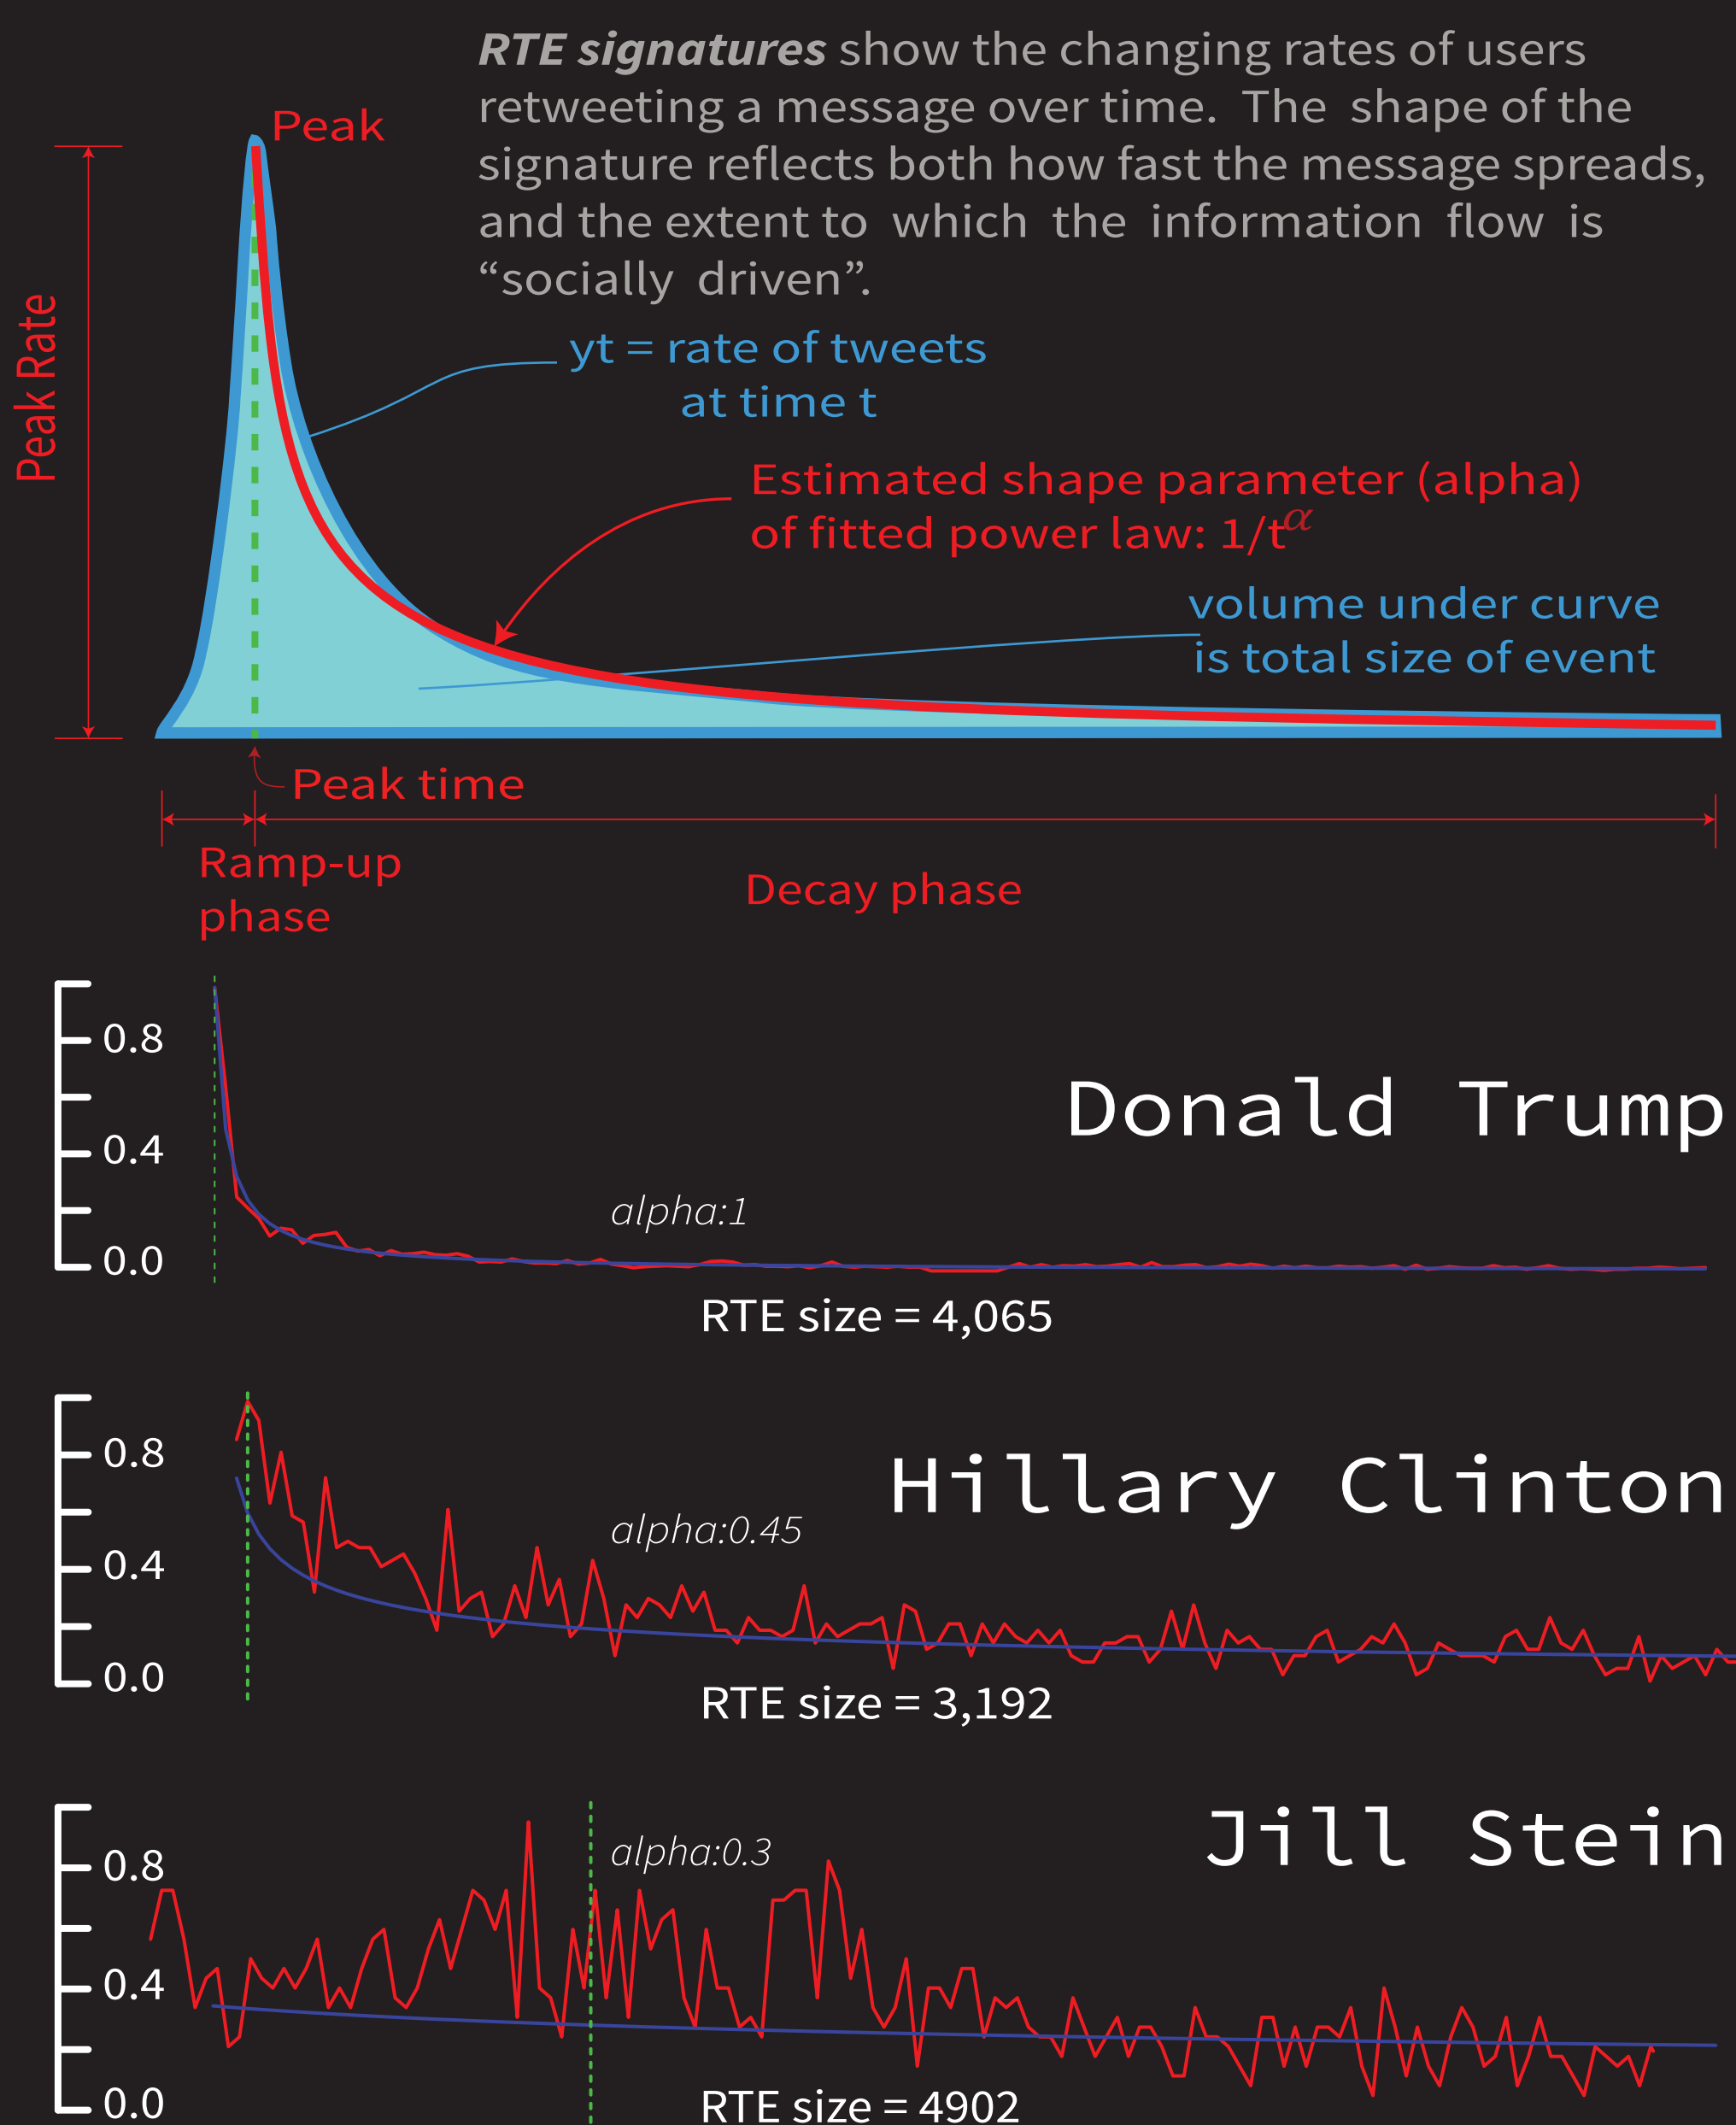 RTE signatures show the changing rates of users
retweeting a message over time. The shape of the
signature reflects both how fast the message spreads,
and the extent to which the information flow is
“socially driven”.
Peak
Peak Rate
yt = rate of tweets
at time t
Estimated shape parameter (alpha)
of fitted power law: 1/t^α
volume under curve
is total size of event
Peak time
Ramp-up
phase
Decay phase
0.8
0.4
0.0
Donald Trump
alpha:1
RTE size = 4,065
0.8
0.4
0.0
Hillary Clinton
alpha:0.45
RTE size = 3,192
0.8
0.4
0.0
Jill Stein
alpha:0.3
RTE size = 4902